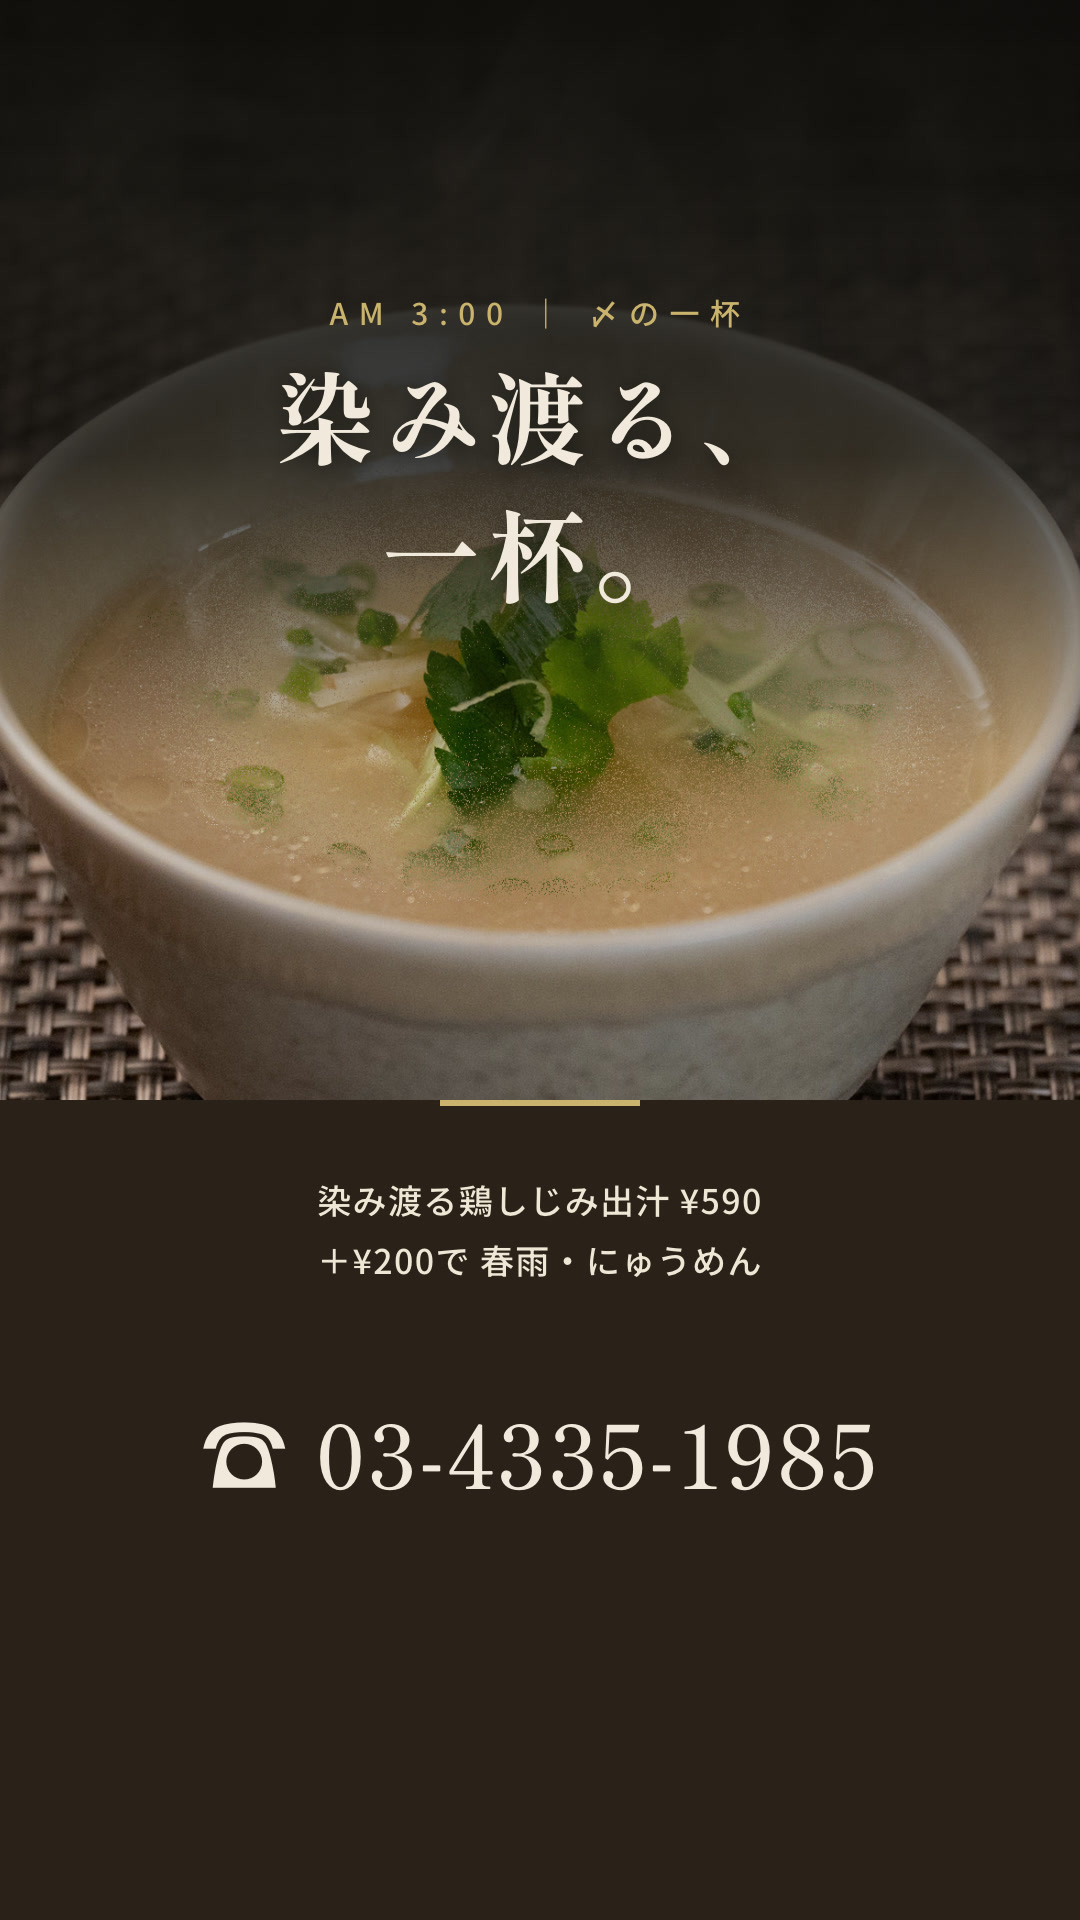 AM 3:00 ｜ 〆の一杯
染み渡る、
一杯。
染み渡る鶏しじみ出汁 ¥590
＋¥200で 春雨・にゅうめん
☎ 03-4335-1985